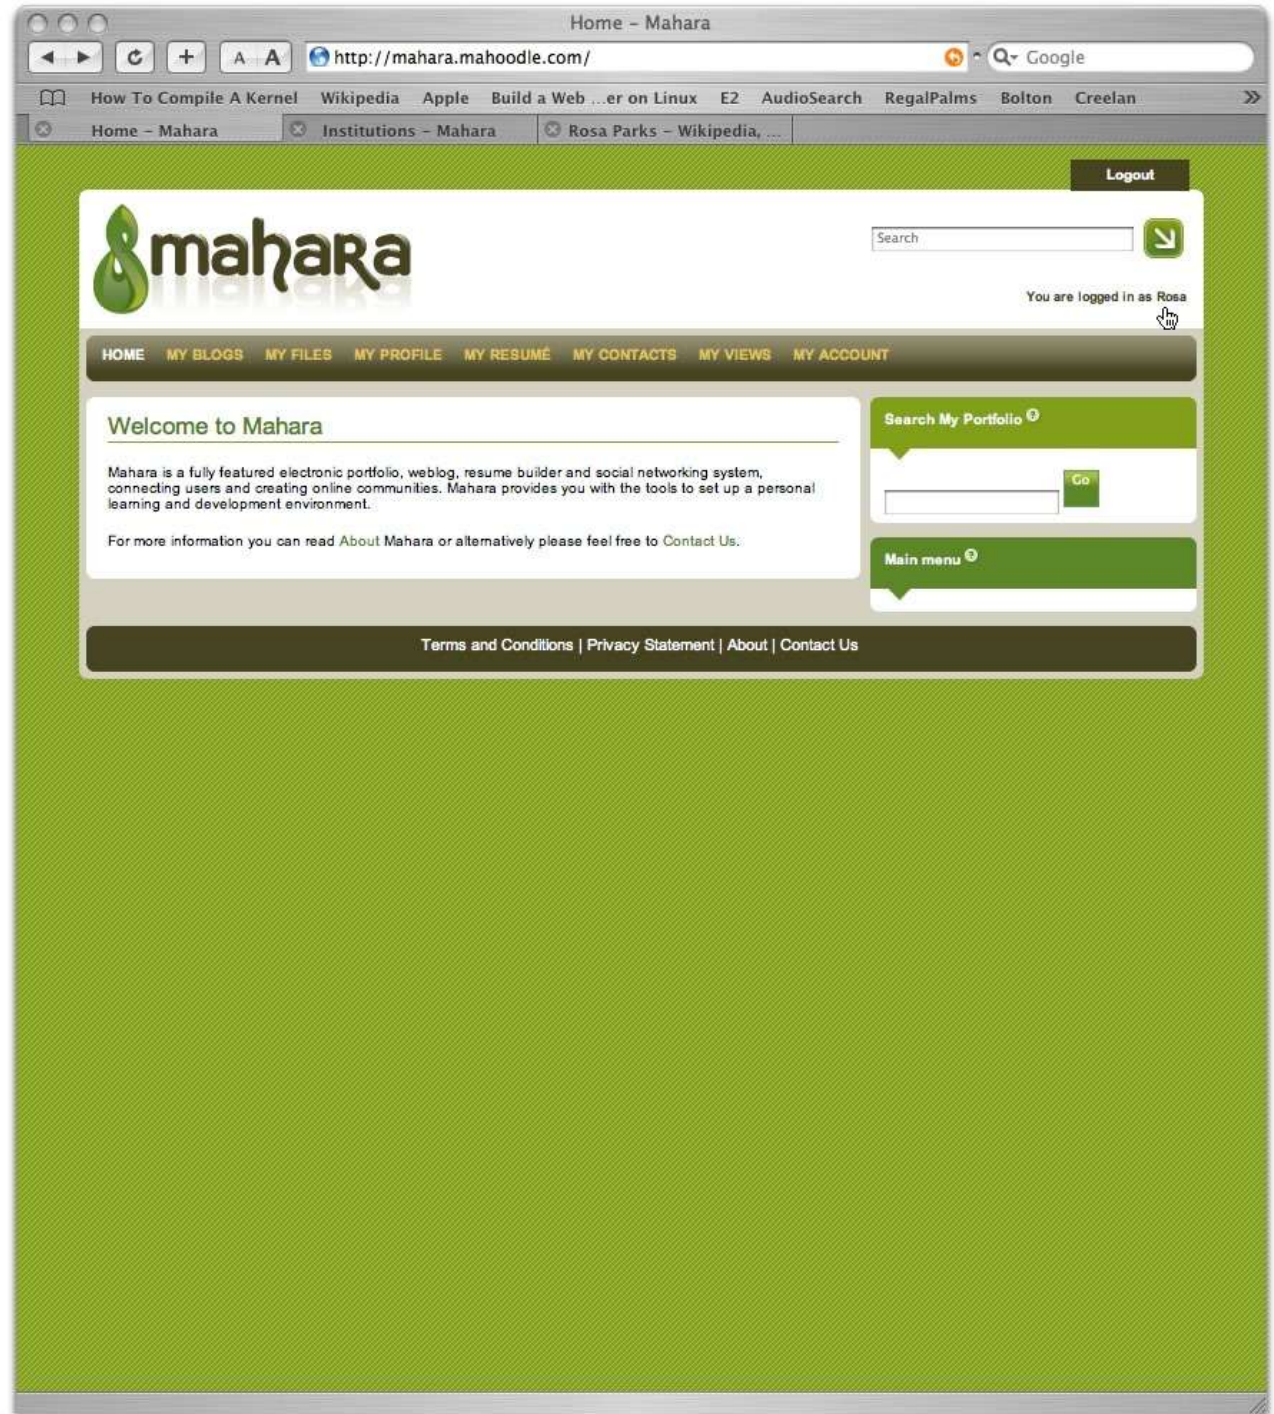 Home – Mahara
A A http://mahara.mahoodle.com/ Google
How To Compile A Kernel Wikipedia Apple Build a Web ...er on Linux E2 AudioSearch RegalPalms Bolton Creelan
Home – Mahara Institutions – Mahara Rosa Parks – Wikipedia, ...
Logout
mahara
Search
You are logged in as Rosa
HOME MY BLOGS MY FILES MY PROFILE MY RESUMÉ MY CONTACTS MY VIEWS MY ACCOUNT
Welcome to Mahara
Mahara is a fully featured electronic portfolio, weblog, resume builder and social networking system,
connecting users and creating online communities. Mahara provides you with the tools to set up a personal
learning and development environment.
For more information you can read About Mahara or alternatively please feel free to Contact Us.
Search My Portfolio
Go
Main menu
Terms and Conditions | Privacy Statement | About | Contact Us